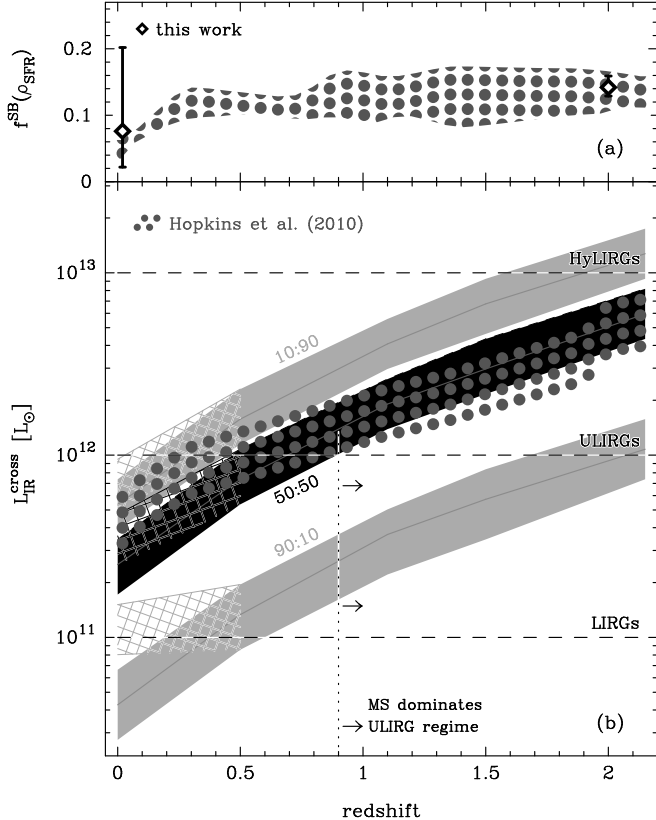 this work
0.2
0.1
0
f^SB(ρ_SFR)
(a)
Hopkins et al. (2010)
10^13
HyLIRGs
10:90
10^12
ULIRGs
50:50
90:10
10^11
LIRGs
L_IR^cross [L_⊙]
MS dominates
ULIRG regime
(b)
0 0.5 1 1.5 2
redshift